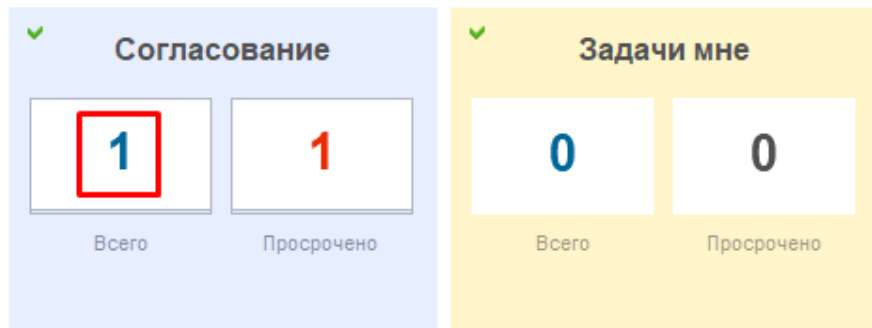 Согласование
1 1
Всего Просрочено
Задачи мне
0 0
Всего Просрочено